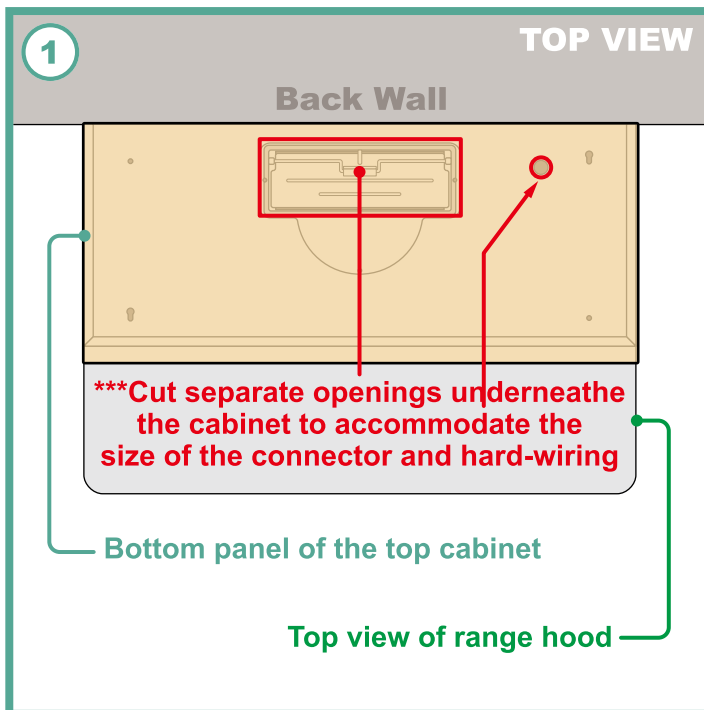 1
TOP VIEW
Back Wall
***Cut separate openings underneathe
the cabinet to accommodate the
size of the connector and hard-wiring
Bottom panel of the top cabinet
Top view of range hood